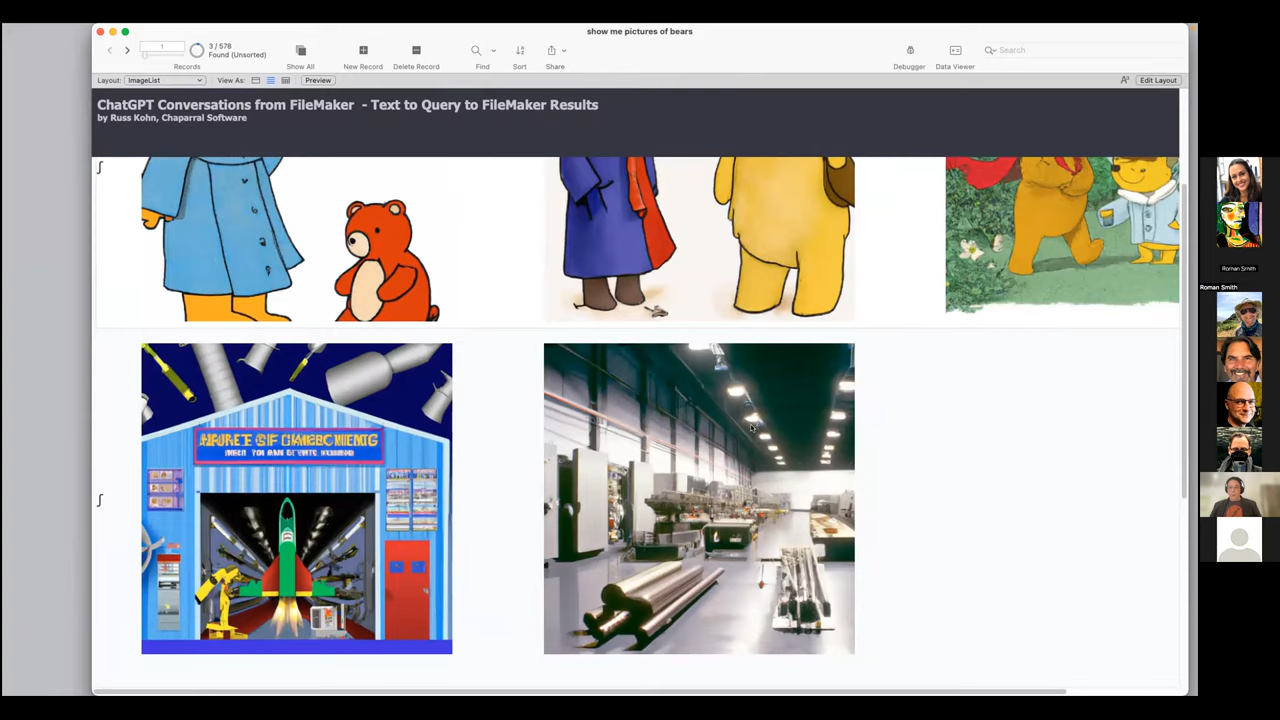 show me pictures of bears
1
3 / 578
Found (Unsorted)
Records
Show All
New Record
Delete Record
Find
Sort
Share
Debugger
Data Viewer
Search
Layout: ImageList
View As:
Preview
Edit Layout
ChatGPT Conversations from FileMaker - Text to Query to FileMaker Results
by Russ Kohn, Chaparral Software
Roman Smith
Roman Smith